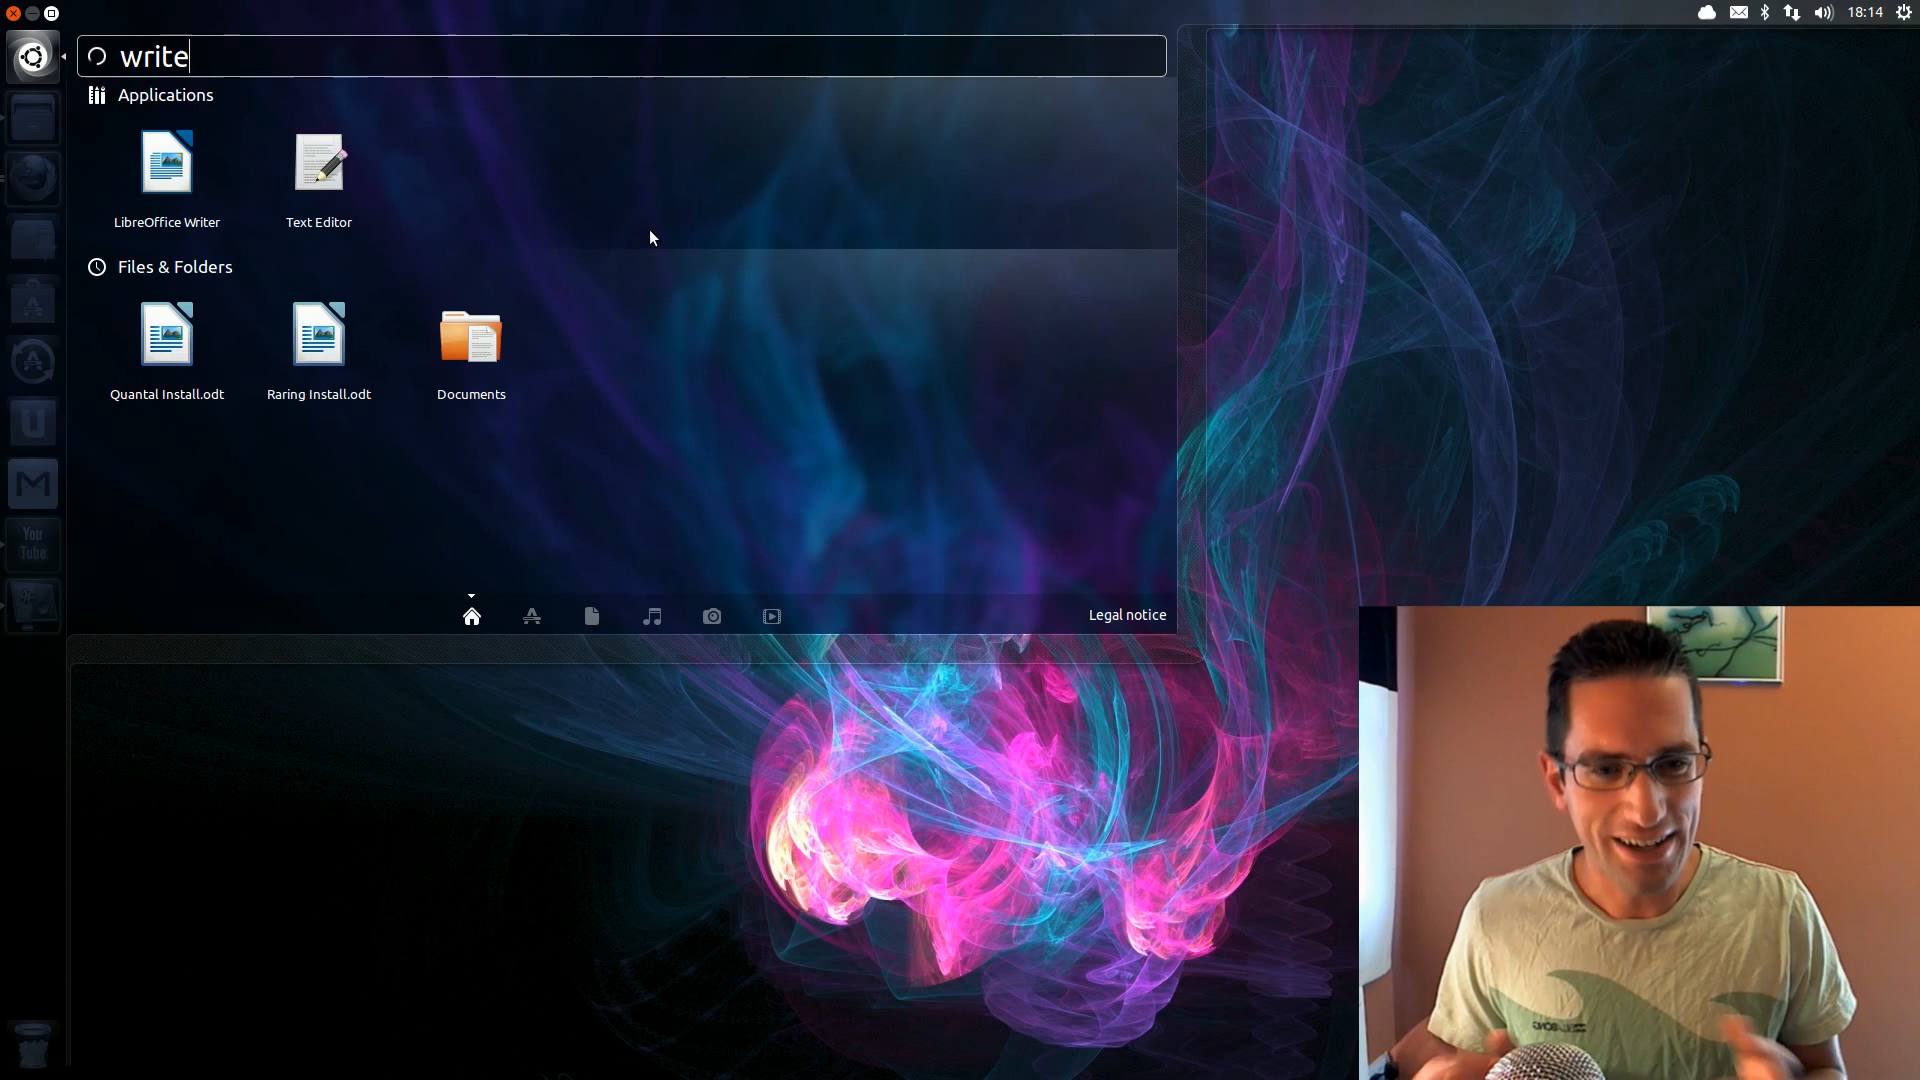 18:14
write
Applications
LibreOffice Writer
Text Editor
Files & Folders
Quantal Install.odt
Raring Install.odt
Documents
You
Tube
Legal notice